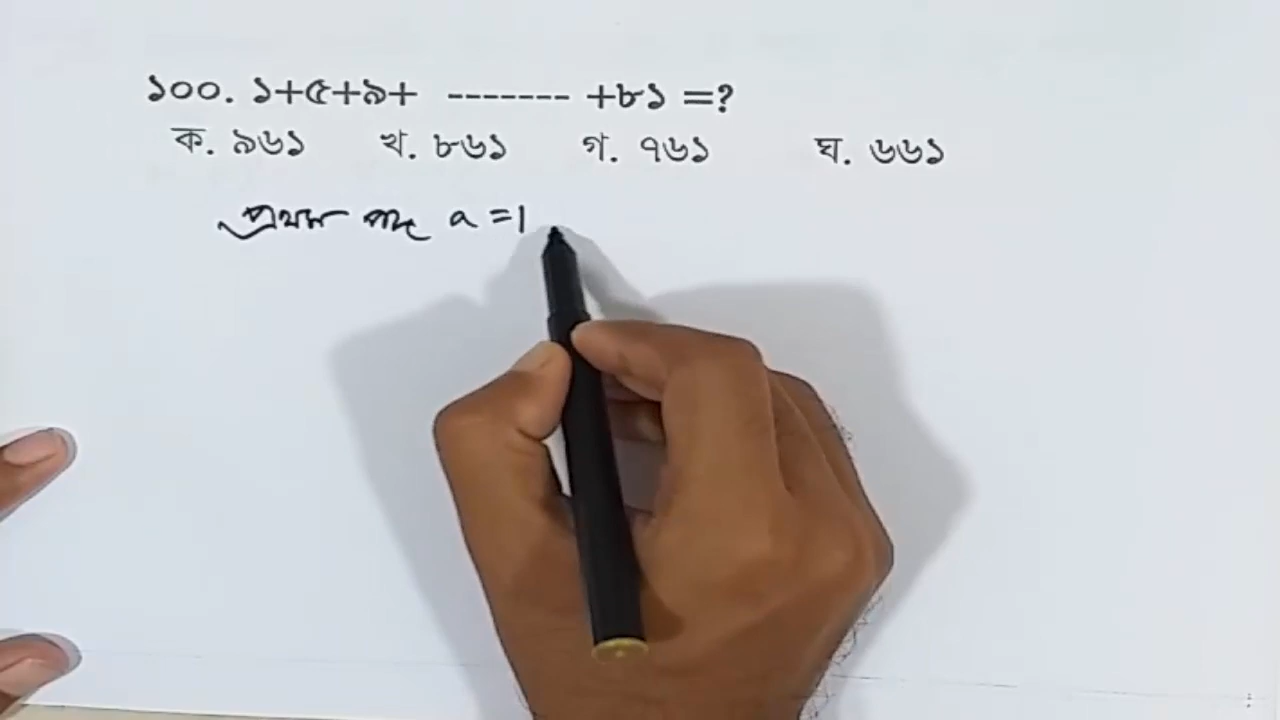 ১০০. ১+৫+৯+ ------- +৮১ =?
ক. ৯৬১ খ. ৮৬১ গ. ৭৬১ ঘ. ৬৬১
প্রথম পদ a =1